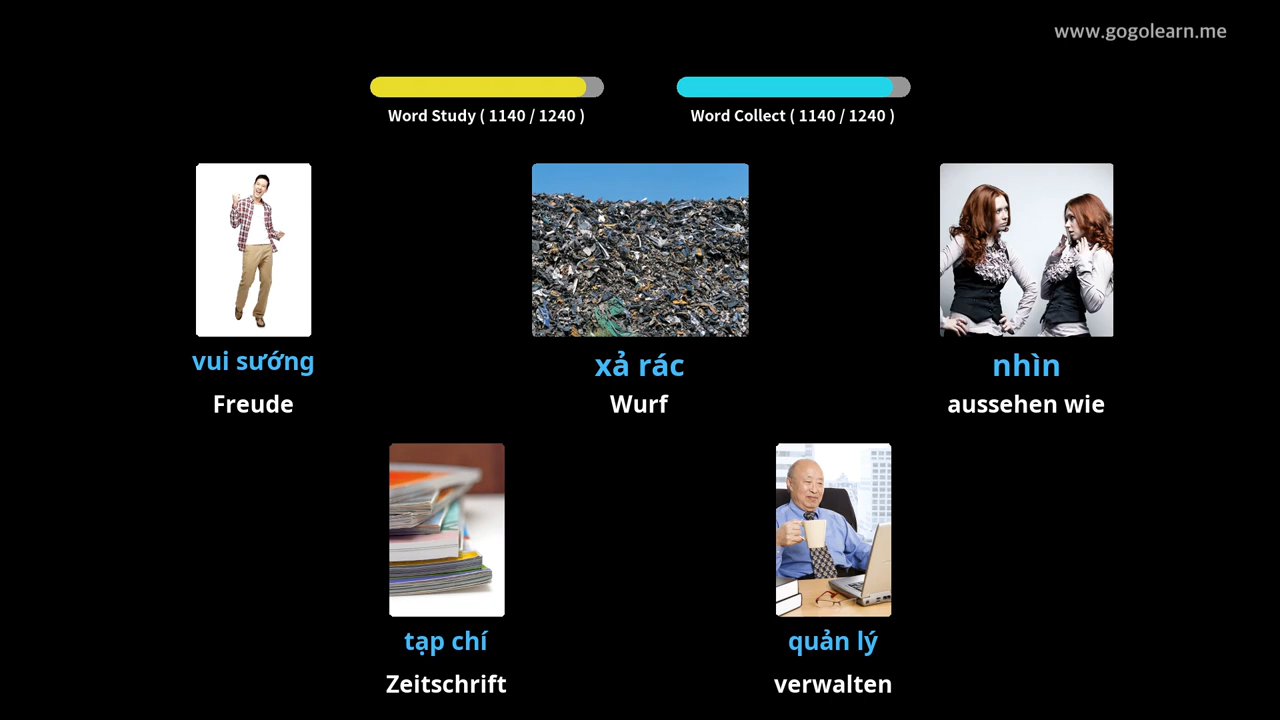 www.gogolearn.me
Word Study ( 1140 / 1240 )
Word Collect ( 1140 / 1240 )
vui sướng
xả rác
nhìn
Freude
Wurf
aussehen wie
tạp chí
quản lý
Zeitschrift
verwalten